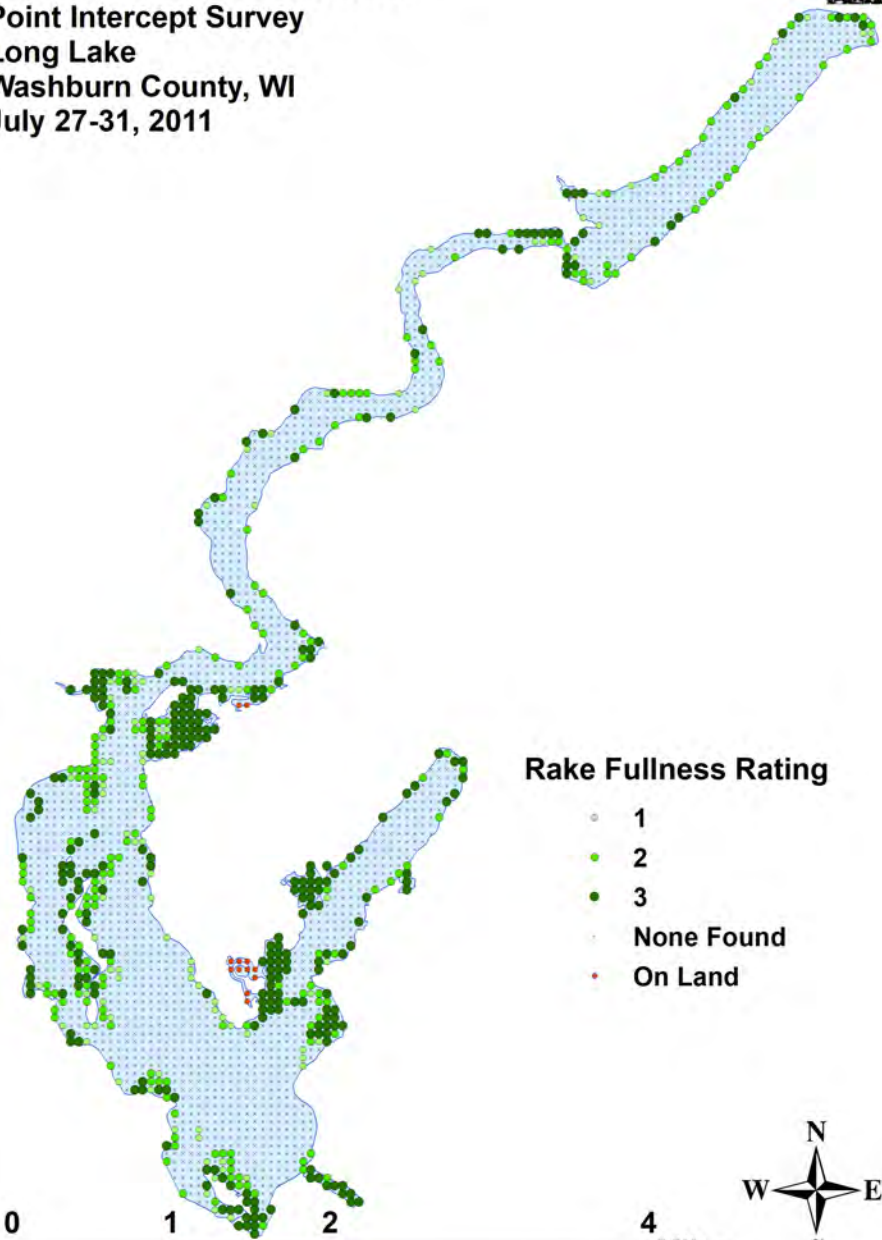 Point Intercept Survey
Long Lake
Washburn County, WI
July 27-31, 2011
Rake Fullness Rating
1
2
3
None Found
On Land
N
W E
0 1 2 4